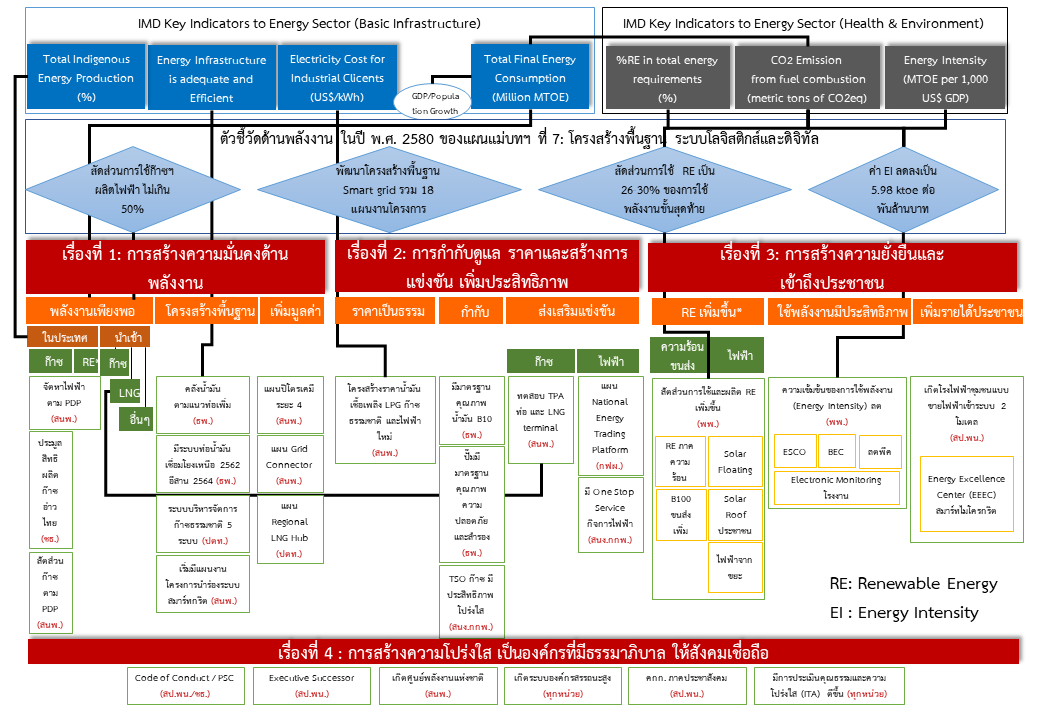 IMD Key Indicators to Energy Sector (Basic Infrastructure)
IMD Key Indicators to Energy Sector (Health & Environment)
Total Indigenous
Energy Production
(%)
Energy Infrastructure
is adequate and
Efficient
Electricity Cost for
Industrial Clicents
(US$/kWh)
GDP/Popula
tion Growth
Total Final Energy
Consumption
(Million MTOE)
%RE in total energy
requirements
(%)
CO2 Emission
from fuel combustion
(metric tons of CO2eq)
Energy Intensity
(MTOE per 1,000
US$ GDP)
ตัวชี้วัดด้านพลังงาน ในปี พ.ศ. 2580 ของแผนแม่บทฯ ที่ 7: โครงสร้างพื้นฐาน ระบบโลจิสติกส์และดิจิทัล
สัดส่วนการใช้ก๊าซฯ
ผลิตไฟฟ้า ไม่เกิน
50%
พัฒนาโครงสร้างพื้นฐาน
Smart grid รวม 18
แผนงานโครงการ
สัดส่วนการใช้ RE เป็น
26 30% ของการใช้
พลังงานขั้นสุดท้าย
ค่า EI ลดลงเป็น
5.98 ktoe ต่อ
พันล้านบาท
เรื่องที่ 1: การสร้างความมั่นคงด้าน
พลังงาน
เรื่องที่ 2: การกำกับดูแล ราคาและสร้างการ
แข่งขัน เพิ่มประสิทธิภาพ
เรื่องที่ 3: การสร้างความยั่งยืนและ
เข้าถึงประชาชน
พลังงานเพียงพอ
โครงสร้างพื้นฐาน
เพิ่มมูลค่า
ราคาเป็นธรรม
กำกับ
ส่งเสริมแข่งขัน
RE เพิ่มขึ้น*
ใช้พลังงานมีประสิทธิภาพ
เพิ่มรายได้ประชาชน
ในประเทศ
นำเข้า
ก๊าซ
RE*
ก๊าซ
LNG
อื่นๆ
ก๊าซ
ไฟฟ้า
ความร้อน
ขนส่ง
ไฟฟ้า
จัดหาไฟฟ้า
ตาม PDP
(สนพ.)
ประมูล
สิทธิ
ผลิต
ก๊าซ
อ่าว
ไทย
(ชธ.)
สัดส่วน
ก๊าซ
ตาม
PDP
(สนพ.)
คลังน้ำมัน
ตามแนวท่อเพิ่ม
(ธพ.)
มีระบบท่อน้ำมัน
เชื่อมโยงเหนือ 2562
อีสาน 2564 (ธพ.)
ระบบบริหารจัดการ
ก๊าซธรรมชาติ 5
ระบบ (ปตท.)
เริ่มมีแผนงาน
โครงการนำร่องระบบ
สมาร์ทกริด (สนพ.)
แผนปิโตรเคมี
ระยะ 4
(สนพ.)
แผน Grid
Connector
(สนพ.)
แผน
Regional
LNG Hub
(ปตท.)
โครงสร้างราคาน้ำมัน
เชื้อเพลิง LPG ก๊าซ
ธรรมชาติ และไฟฟ้า
ใหม่
(สนพ.)
มีมาตรฐาน
คุณภาพ
น้ำมัน B10
(ธพ.)
ปั๊มมี
มาตรฐาน
คุณภาพ
ความ
ปลอดภัย
และสำรอง
(ธพ.)
TSO ก๊าซ มี
ประสิทธิภาพ
โปร่งใส
(สนง.กกพ.)
ทดสอบ TPA
ท่อ และ LNG
terminal
(สนพ.)
แผน
National
Energy
Trading
Platform
(กฟผ.)
มี One Stop
Service
กิจการไฟฟ้า
(สนง.กกพ.)
สัดส่วนการใช้และผลิต RE
เพิ่มขึ้น
(พพ.)
RE ภาค
ความ
ร้อน
Solar
Floating
B100
ขนส่ง
เพิ่ม
Solar
Roof
ประชาชน
ไฟฟ้าจาก
ขยะ
ความเข้มข้นของการใช้พลังงาน
(Energy Intensity) ลด
(พพ.)
ESCO
BEC
ลดพีค
Electronic Monitoring
โรงงาน
เกิดโรงไฟฟ้าชุมชนแบบ
ขายไฟฟ้าเข้าระบบ 2
โมเดล
(สป.พน.)
Energy Excellence
Center (EEEC)
สมาร์ทไมโครกริด
RE: Renewable Energy
EI : Energy Intensity
เรื่องที่ 4 : การสร้างความโปร่งใส เป็นองค์กรที่มีธรรมาภิบาล ให้สังคมเชื่อถือ
Code of Conduct / PSC
(สป.พน./ชธ.)
Executive Successor
(สป.พน.)
เกิดศูนย์พลังงานแห่งชาติ
(สนพ.)
เกิดระบบองค์กรสรรถนะสูง
(ทุกหน่วย)
คกก. ภาคประชาสังคม
(สป.พน.)
มีการประเมินคุณธรรมและความ
โปร่งใส (ITA) ดีขึ้น (ทุกหน่วย)